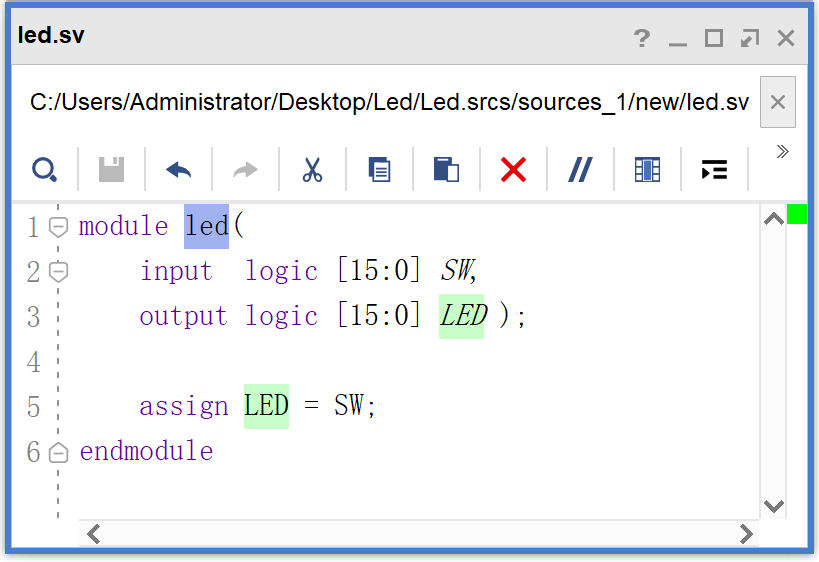 led.sv
C:/Users/Administrator/Desktop/Led/Led.srcs/sources_1/new/led.sv
1 module led(
2     input  logic [15:0] SW,
3     output logic [15:0] LED );
4
5     assign LED = SW;
6 endmodule